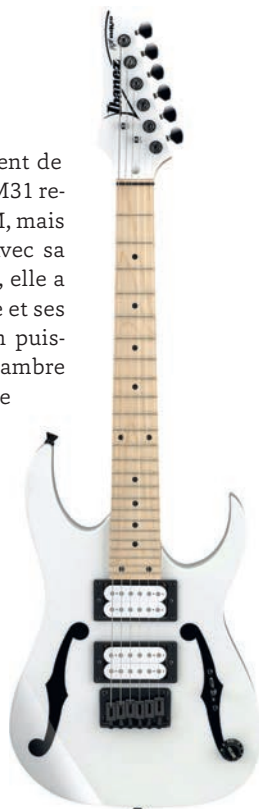 Ibanez
ent de
M31 re-
M, mais
vec sa
, elle a
e et ses
n puis-
ambre
e